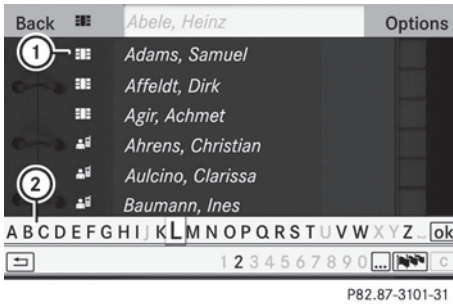 Back Abele, Heinz Options
1 Adams, Samuel
Affeldt, Dirk
Agir, Achmet
Ahrens, Christian
Aulcino, Clarissa
2 Baumann, Ines
A B C D E F G H I J K L M N O P Q R S T U V W X Y Z _ ok
1 2 3 4 5 6 7 8 9 0 ... C
P82.87-3101-31